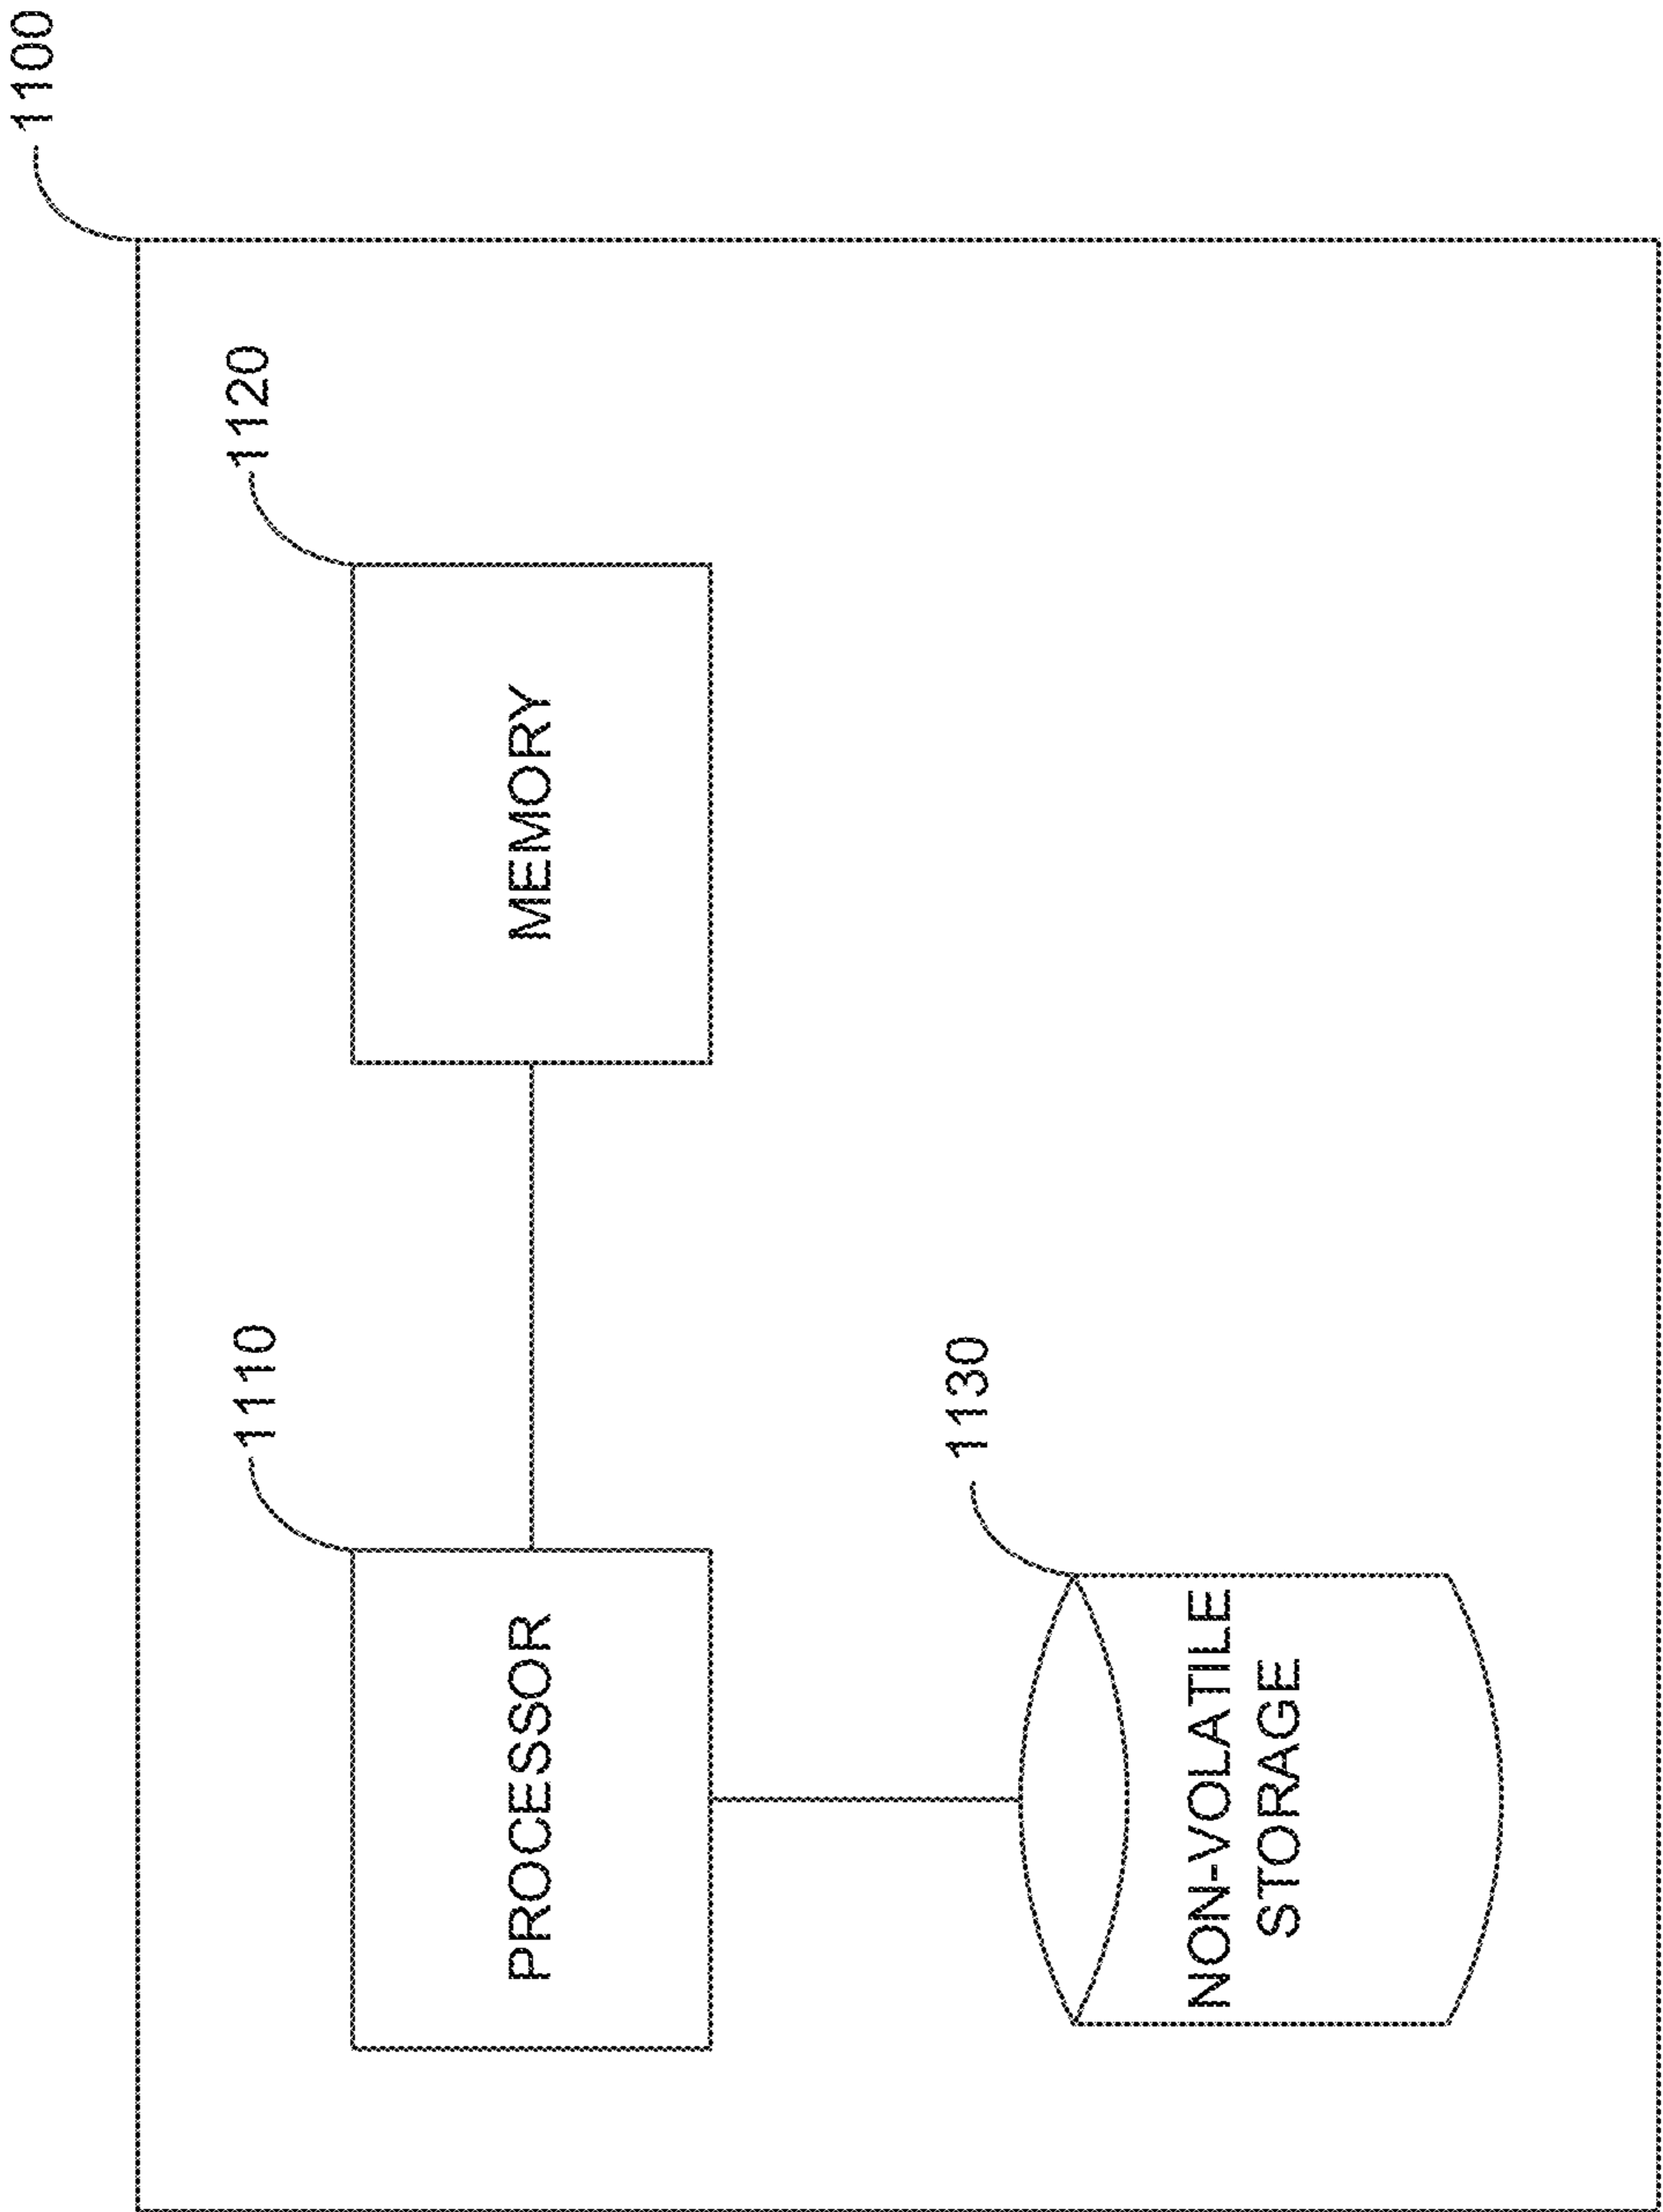 1100
1110
1120
PROCESSOR
MEMORY
1130
NON-VOLATILE
STORAGE